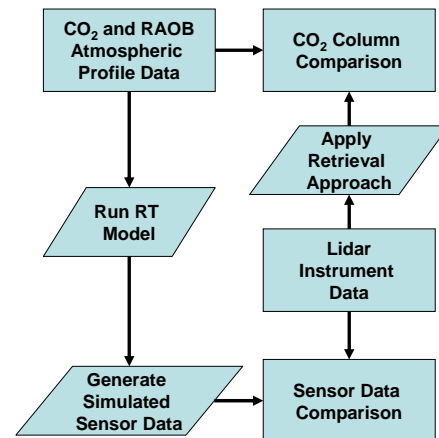 CO₂ and RAOB
Atmospheric
Profile Data
CO₂ Column
Comparison
Apply
Retrieval
Approach
Run RT
Model
Lidar
Instrument
Data
Generate
Simulated
Sensor Data
Sensor Data
Comparison